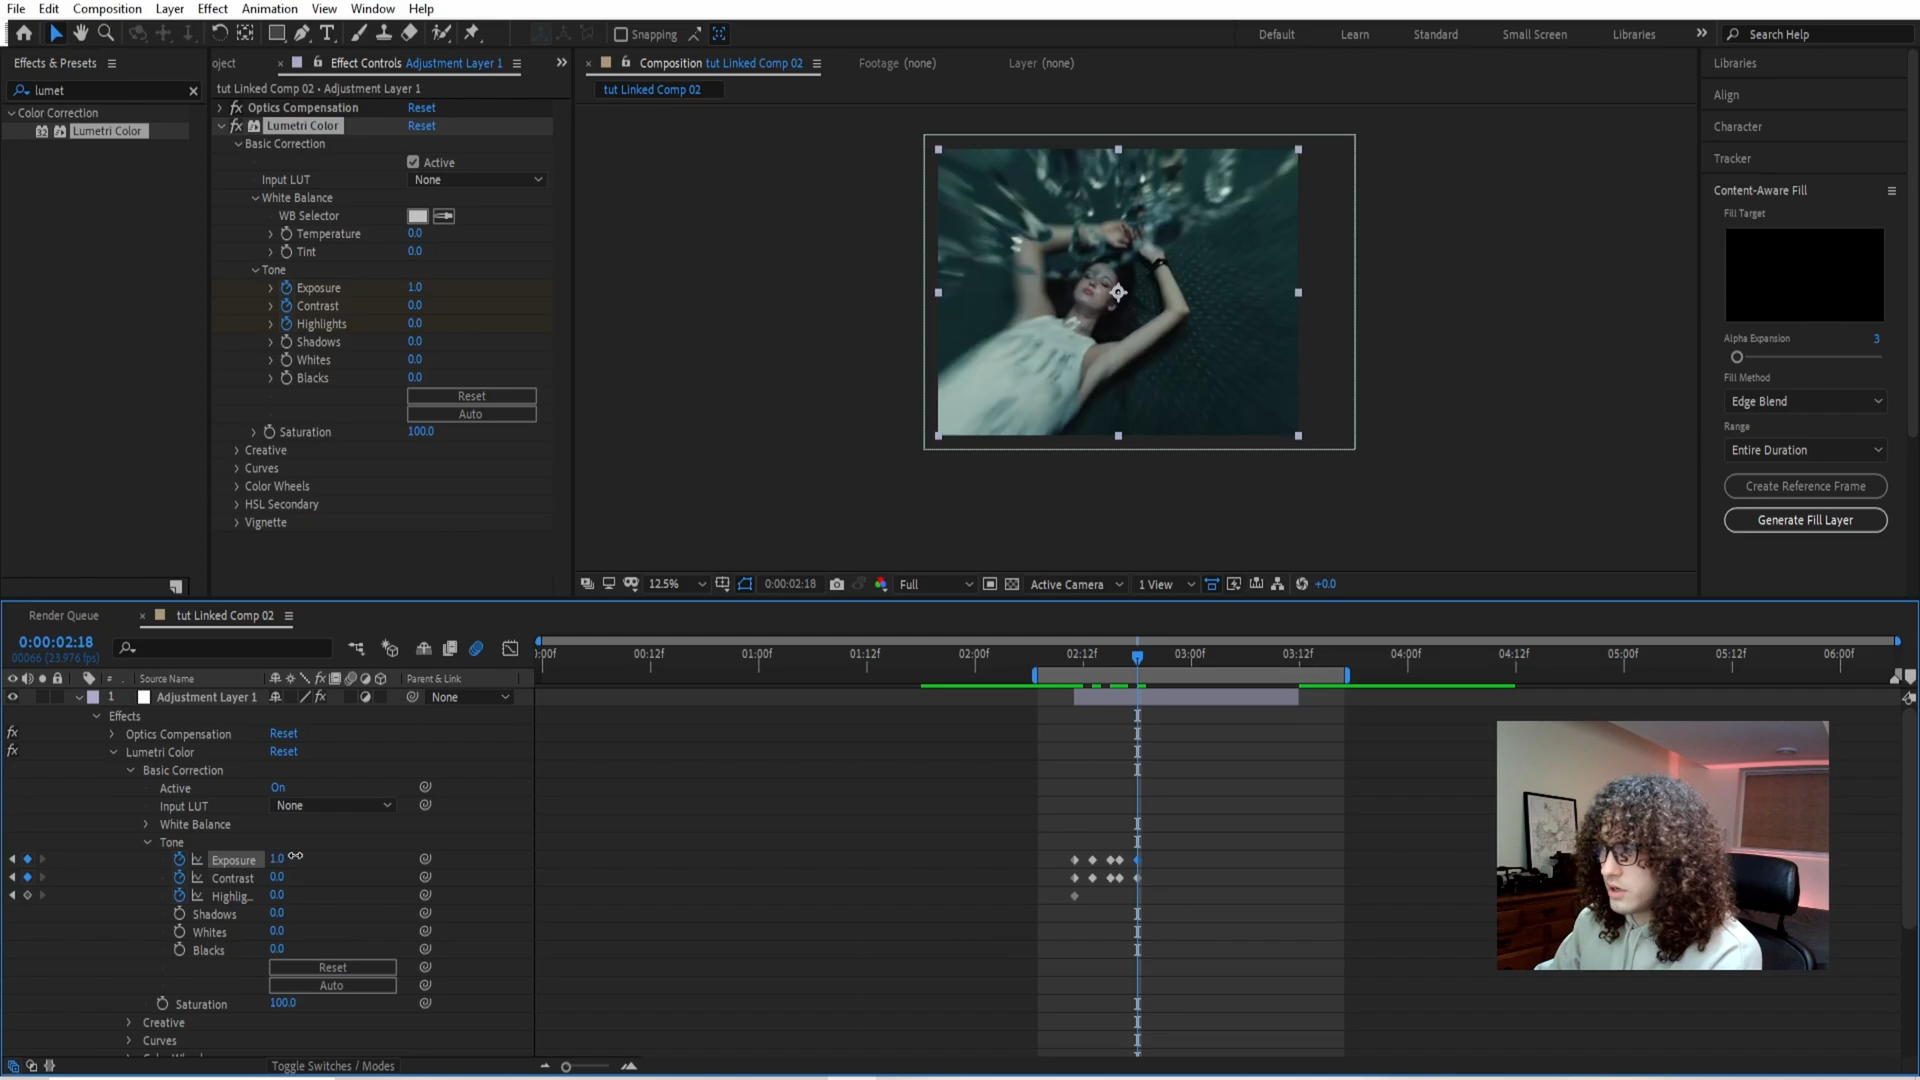 File Edit Composition Layer Effect Animation View Window Help
Snapping
Default Learn Standard Small Screen Libraries
Search Help
Effects & Presets
lumet
Color Correction
Lumetri Color
oject
Effect Controls Adjustment Layer 1
tut Linked Comp 02 • Adjustment Layer 1
fx Optics Compensation Reset
fx Lumetri Color Reset
Basic Correction
Active
Input LUT None
White Balance
WB Selector
Temperature 0.0
Tint 0.0
Tone
Exposure 1.0
Contrast 0.0
Highlights 0.0
Shadows 0.0
Whites 0.0
Blacks 0.0
Reset
Auto
Saturation 100.0
Creative
Curves
Color Wheels
HSL Secondary
Vignette
Composition tut Linked Comp 02
Footage (none)
Layer (none)
tut Linked Comp 02
12.5% 0:00:02:18 Full Active Camera 1 View +0.0
Libraries
Align
Character
Tracker
Content-Aware Fill
Fill Target
Alpha Expansion 3
Fill Method
Edge Blend
Range
Entire Duration
Create Reference Frame
Generate Fill Layer
Render Queue
tut Linked Comp 02
0:00:02:18
00066 (23.976 fps)
:00f 00:12f 01:00f 01:12f 02:00f 02:12f 03:00f 03:12f 04:00f 04:12f 05:00f 05:12f 06:00f
# . Source Name fx Parent & Link
1 Adjustment Layer 1 fx None
Effects
fx Optics Compensation Reset
fx Lumetri Color Reset
Basic Correction
Active On
Input LUT None
White Balance
Tone
Exposure 1.0
Contrast 0.0
Highlig... 0.0
Shadows 0.0
Whites 0.0
Blacks 0.0
Reset
Auto
Saturation 100.0
Creative
Curves
Toggle Switches / Modes